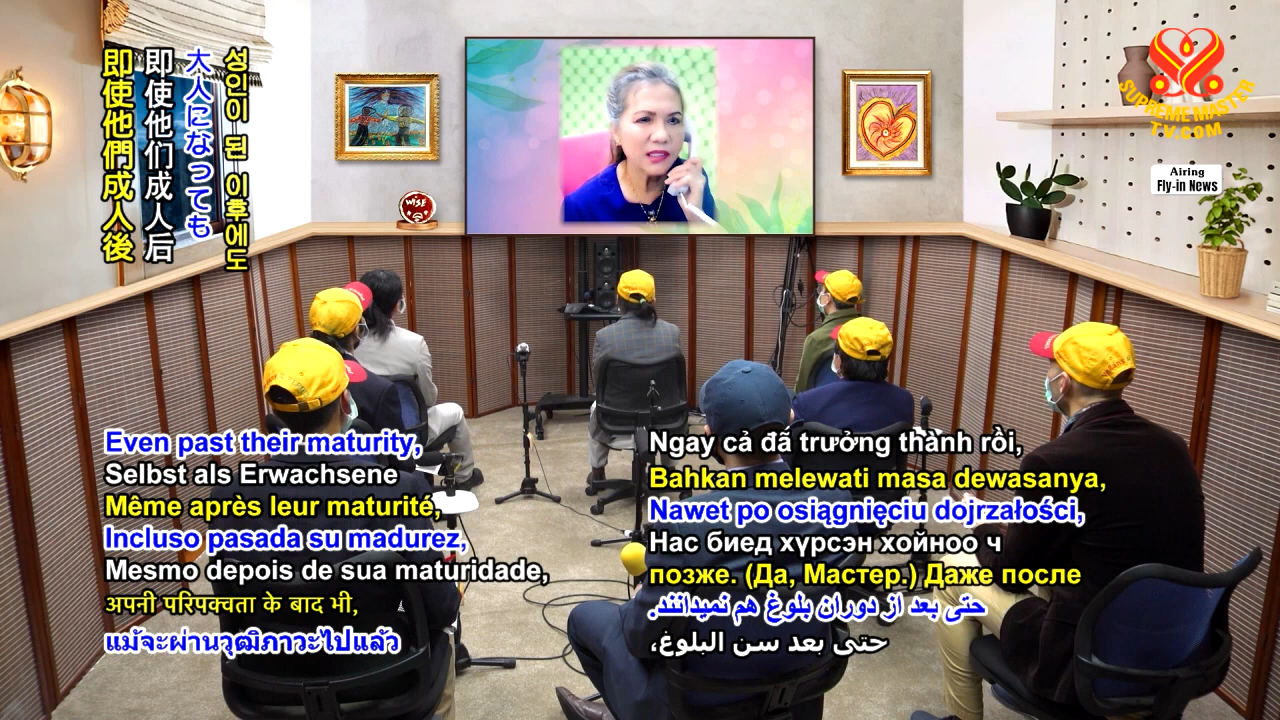 即使他們成人後
即使他们成人后
大人になっても
성인이 된 이후에도
WISE
SUPREME MASTER
TV.COM
Airing
Fly-in News
Even past their maturity,
Selbst als Erwachsene
Même après leur maturité,
Incluso pasada su madurez,
Mesmo depois de sua maturidade,
अपनी परिपक्वता के बाद भी,
แม้จะผ่านวุฒิภาวะไปแล้ว
Ngay cả đã trưởng thành rồi,
Bahkan melewati masa dewasanya,
Nawet po osiągnięciu dojrzałości,
Нас биед хүрсэн хойноо ч
позже. (Да, Мастер.) Даже после
حتی بعد از دوران بلوغ هم نمیدانند.
حتى بعد سن البلوغ،